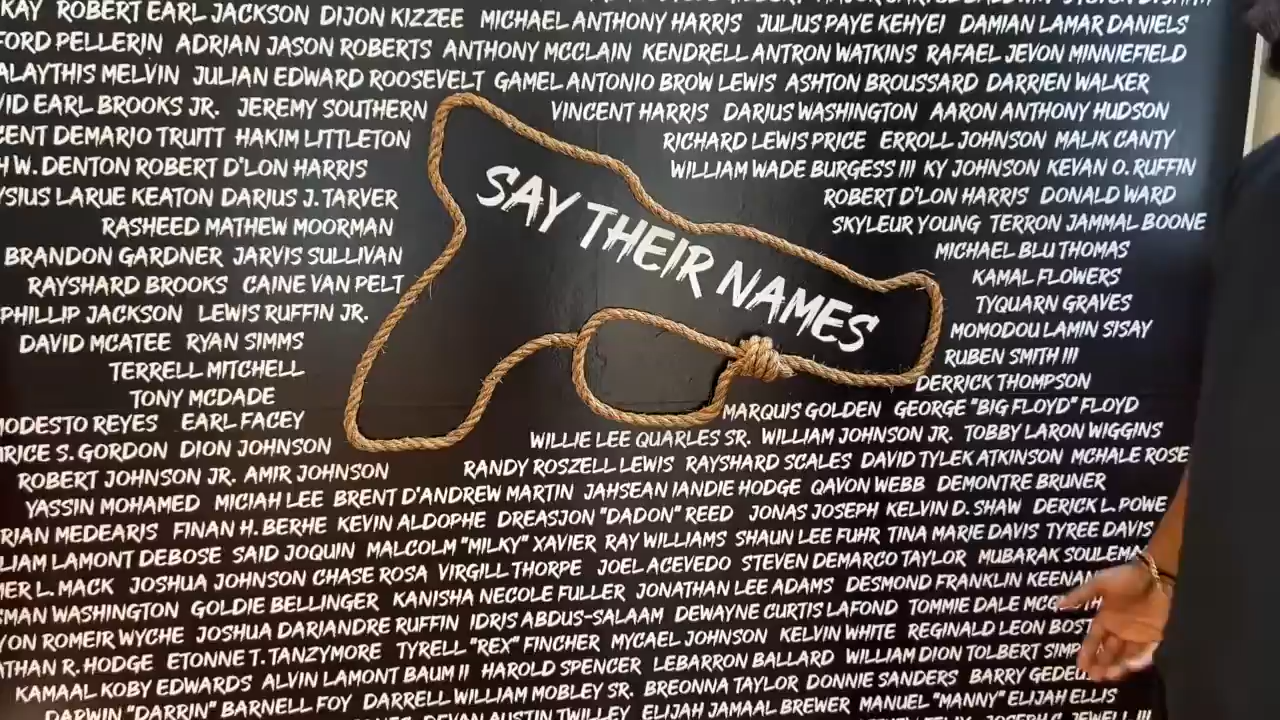 KAY ROBERT EARL JACKSON DIJON KIZZEE MICHAEL ANTHONY HARRIS JULIUS PAYE KEHYEI DAMIAN LAMAR DANIELS
FORD PELLERIN ADRIAN JASON ROBERTS ANTHONY MCCLAIN KENDRELL ANTRON WATKINS RAFAEL JEVON MINNIEFIELD
ALAYTHIS MELVIN JULIAN EDWARD ROOSEVELT GAMEL ANTONIO BROW LEWIS ASHTON BROUSSARD DARRIEN WALKER
VID EARL BROOKS JR. JEREMY SOUTHERN VINCENT HARRIS DARIUS WASHINGTON AARON ANTHONY HUDSON
CENT DEMARIO TRUITT HAKIM LITTLETON RICHARD LEWIS PRICE ERROLL JOHNSON MALIK CANTY
H W. DENTON ROBERT D'LON HARRIS WILLIAM WADE BURGESS III KY JOHNSON KEVAN O. RUFFIN
YSIUS LARUE KEATON DARIUS J. TARVER ROBERT D'LON HARRIS DONALD WARD
RASHEED MATHEW MOORMAN SKYLEUR YOUNG TERRON JAMMAL BOONE
BRANDON GARDNER JARVIS SULLIVAN MICHAEL BLU THOMAS
RAYSHARD BROOKS CAINE VAN PELT KAMAL FLOWERS
PHILLIP JACKSON LEWIS RUFFIN JR. TYQUARN GRAVES
DAVID MCATEE RYAN SIMMS MOMODOU LAMIN SISAY
TERRELL MITCHELL RUBEN SMITH III
TONY MCDADE DERRICK THOMPSON
SAY THEIR NAMES
MODESTO REYES EARL FACEY MARQUIS GOLDEN GEORGE "BIG FLOYD" FLOYD
RICE S. GORDON DION JOHNSON WILLIE LEE QUARLES SR. WILLIAM JOHNSON JR. TOBBY LARON WIGGINS
ROBERT JOHNSON JR. AMIR JOHNSON RANDY ROSZELL LEWIS RAYSHARD SCALES DAVID TYLEK ATKINSON MCHALE ROSE
YASSIN MOHAMED MICIAH LEE BRENT D'ANDREW MARTIN JAHSEAN IANDIE HODGE QAVON WEBB DEMONTRE BRUNER
RIAN MEDEARIS FINAN H. BERHE KEVIN ALDOPHE DREASJON "DADON" REED JONAS JOSEPH KELVIN D. SHAW DERICK L. POWE
LIAM LAMONT DEBOSE SAID JOQUIN MALCOLM "MILKY" XAVIER RAY WILLIAMS SHAUN LEE FUHR TINA MARIE DAVIS TYREE DAVIS
MER L. MACK JOSHUA JOHNSON CHASE ROSA VIRGILL THORPE JOEL ACEVEDO STEVEN DEMARCO TAYLOR MUBARAK SOULEMA
SMAN WASHINGTON GOLDIE BELLINGER KANISHA NECOLE FULLER JONATHAN LEE ADAMS DESMOND FRANKLIN KEENAN
YON ROMEIR WYCHE JOSHUA DARIANDRE RUFFIN IDRIS ABDUS-SALAAM DEWAYNE CURTIS LAFOND TOMMIE DALE
THAN R. HODGE ETONNE T. TANZYMORE TYRELL "REX" FINCHER MYCAEL JOHNSON KELVIN WHITE REGINALD LEON BOST
KAMAAL KOBY EDWARDS ALVIN LAMONT BAUM II HAROLD SPENCER LEBARRON BALLARD WILLIAM DION TOLBERT SIMP
DARWIN "DARRIN" BARNELL FOY DARRELL WILLIAM MOBLEY SR. BREONNA TAYLOR DONNIE SANDERS BARRY
DEVAN AUSTIN TWILLEY ELIJAH JAMAAL BREWER MANUEL "MANNY" ELIJAH ELLIS